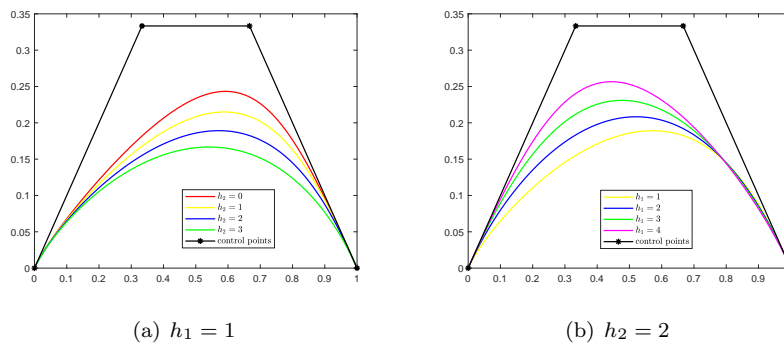 0.35
0.3
0.25
0.2
0.15
0.1
0.05
0
0 0.1 0.2 0.3 0.4 0.5 0.6 0.7 0.8 0.9 1
h₂ = 0
h₂ = 1
h₂ = 2
h₂ = 3
control points
(a) h₁ = 1
0.35
0.3
0.25
0.2
0.15
0.1
0.05
0
0 0.1 0.2 0.3 0.4 0.5 0.6 0.7 0.8 0.9
h₁ = 1
h₁ = 2
h₁ = 3
h₁ = 4
control points
(b) h₂ = 2